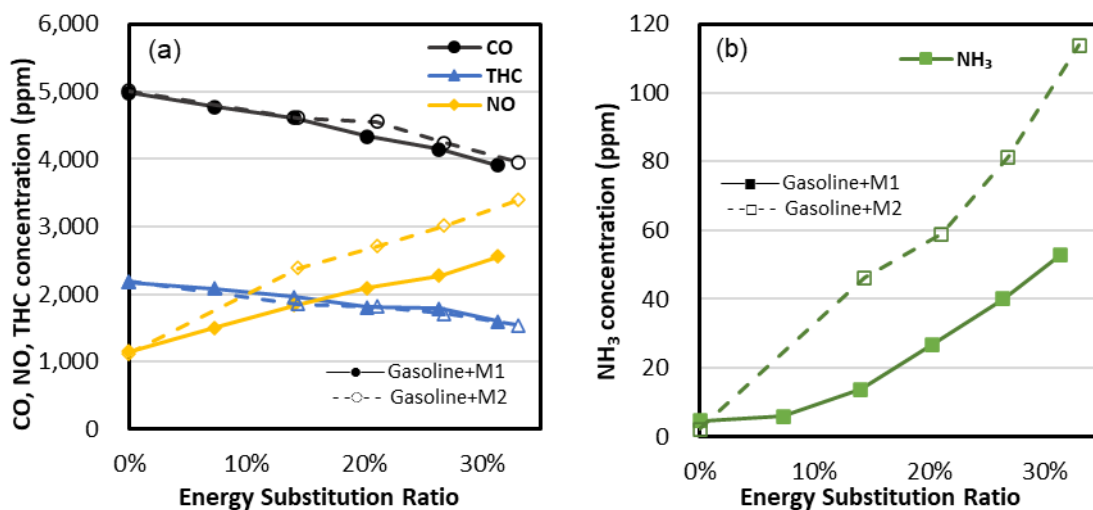 (a)
CO
THC
NO
Gasoline+M1
Gasoline+M2
CO, NO, THC concentration (ppm)
6,000
5,000
4,000
3,000
2,000
1,000
0
0% 10% 20% 30%
Energy Substitution Ratio
(b)
NH₃
Gasoline+M1
Gasoline+M2
NH₃ concentration (ppm)
120
100
80
60
40
20
0
0% 10% 20% 30%
Energy Substitution Ratio